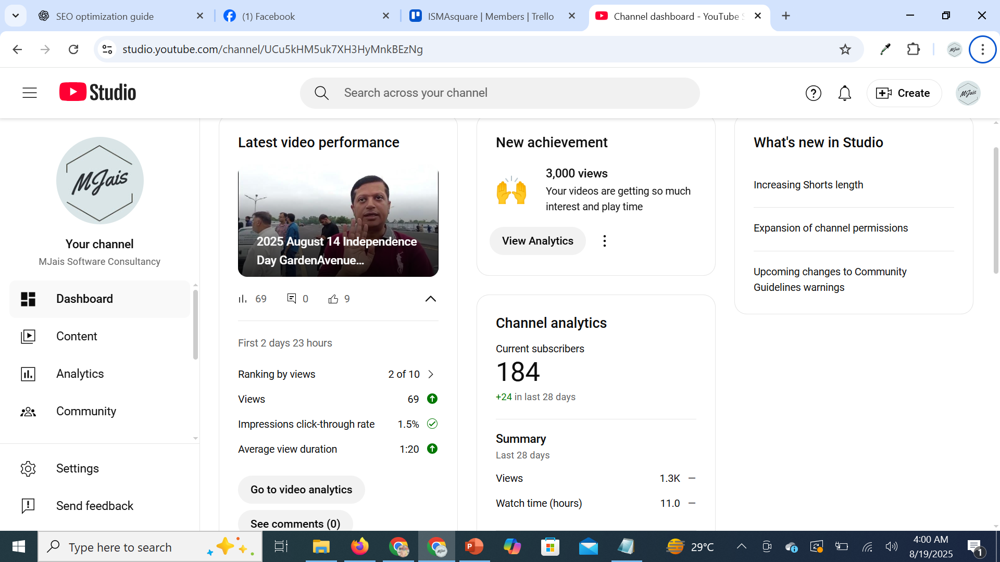 SEO optimization guide
(1) Facebook
ISMAsquare | Members | Trello
Channel dashboard - YouTube S
studio.youtube.com/channel/UCu5kHM5uk7XH3HyMnkBEzNg
MJais
Studio
Search across your channel
Create
MJais
MJais
Your channel
MJais Software Consultancy
Dashboard
Content
Analytics
Community
Settings
Send feedback
Latest video performance
2025 August 14 Independence
Day GardenAvenue...
69
0
9
First 2 days 23 hours
Ranking by views 2 of 10
Views 69
Impressions click-through rate 1.5%
Average view duration 1:20
Go to video analytics
See comments (0)
New achievement
3,000 views
Your videos are getting so much
interest and play time
View Analytics
Channel analytics
Current subscribers
184
+24 in last 28 days
Summary
Last 28 days
Views 1.3K —
Watch time (hours) 11.0 —
What's new in Studio
Increasing Shorts length
Expansion of channel permissions
Upcoming changes to Community
Guidelines warnings
Type here to search
P
29°C
4:00 AM
8/19/2025
1